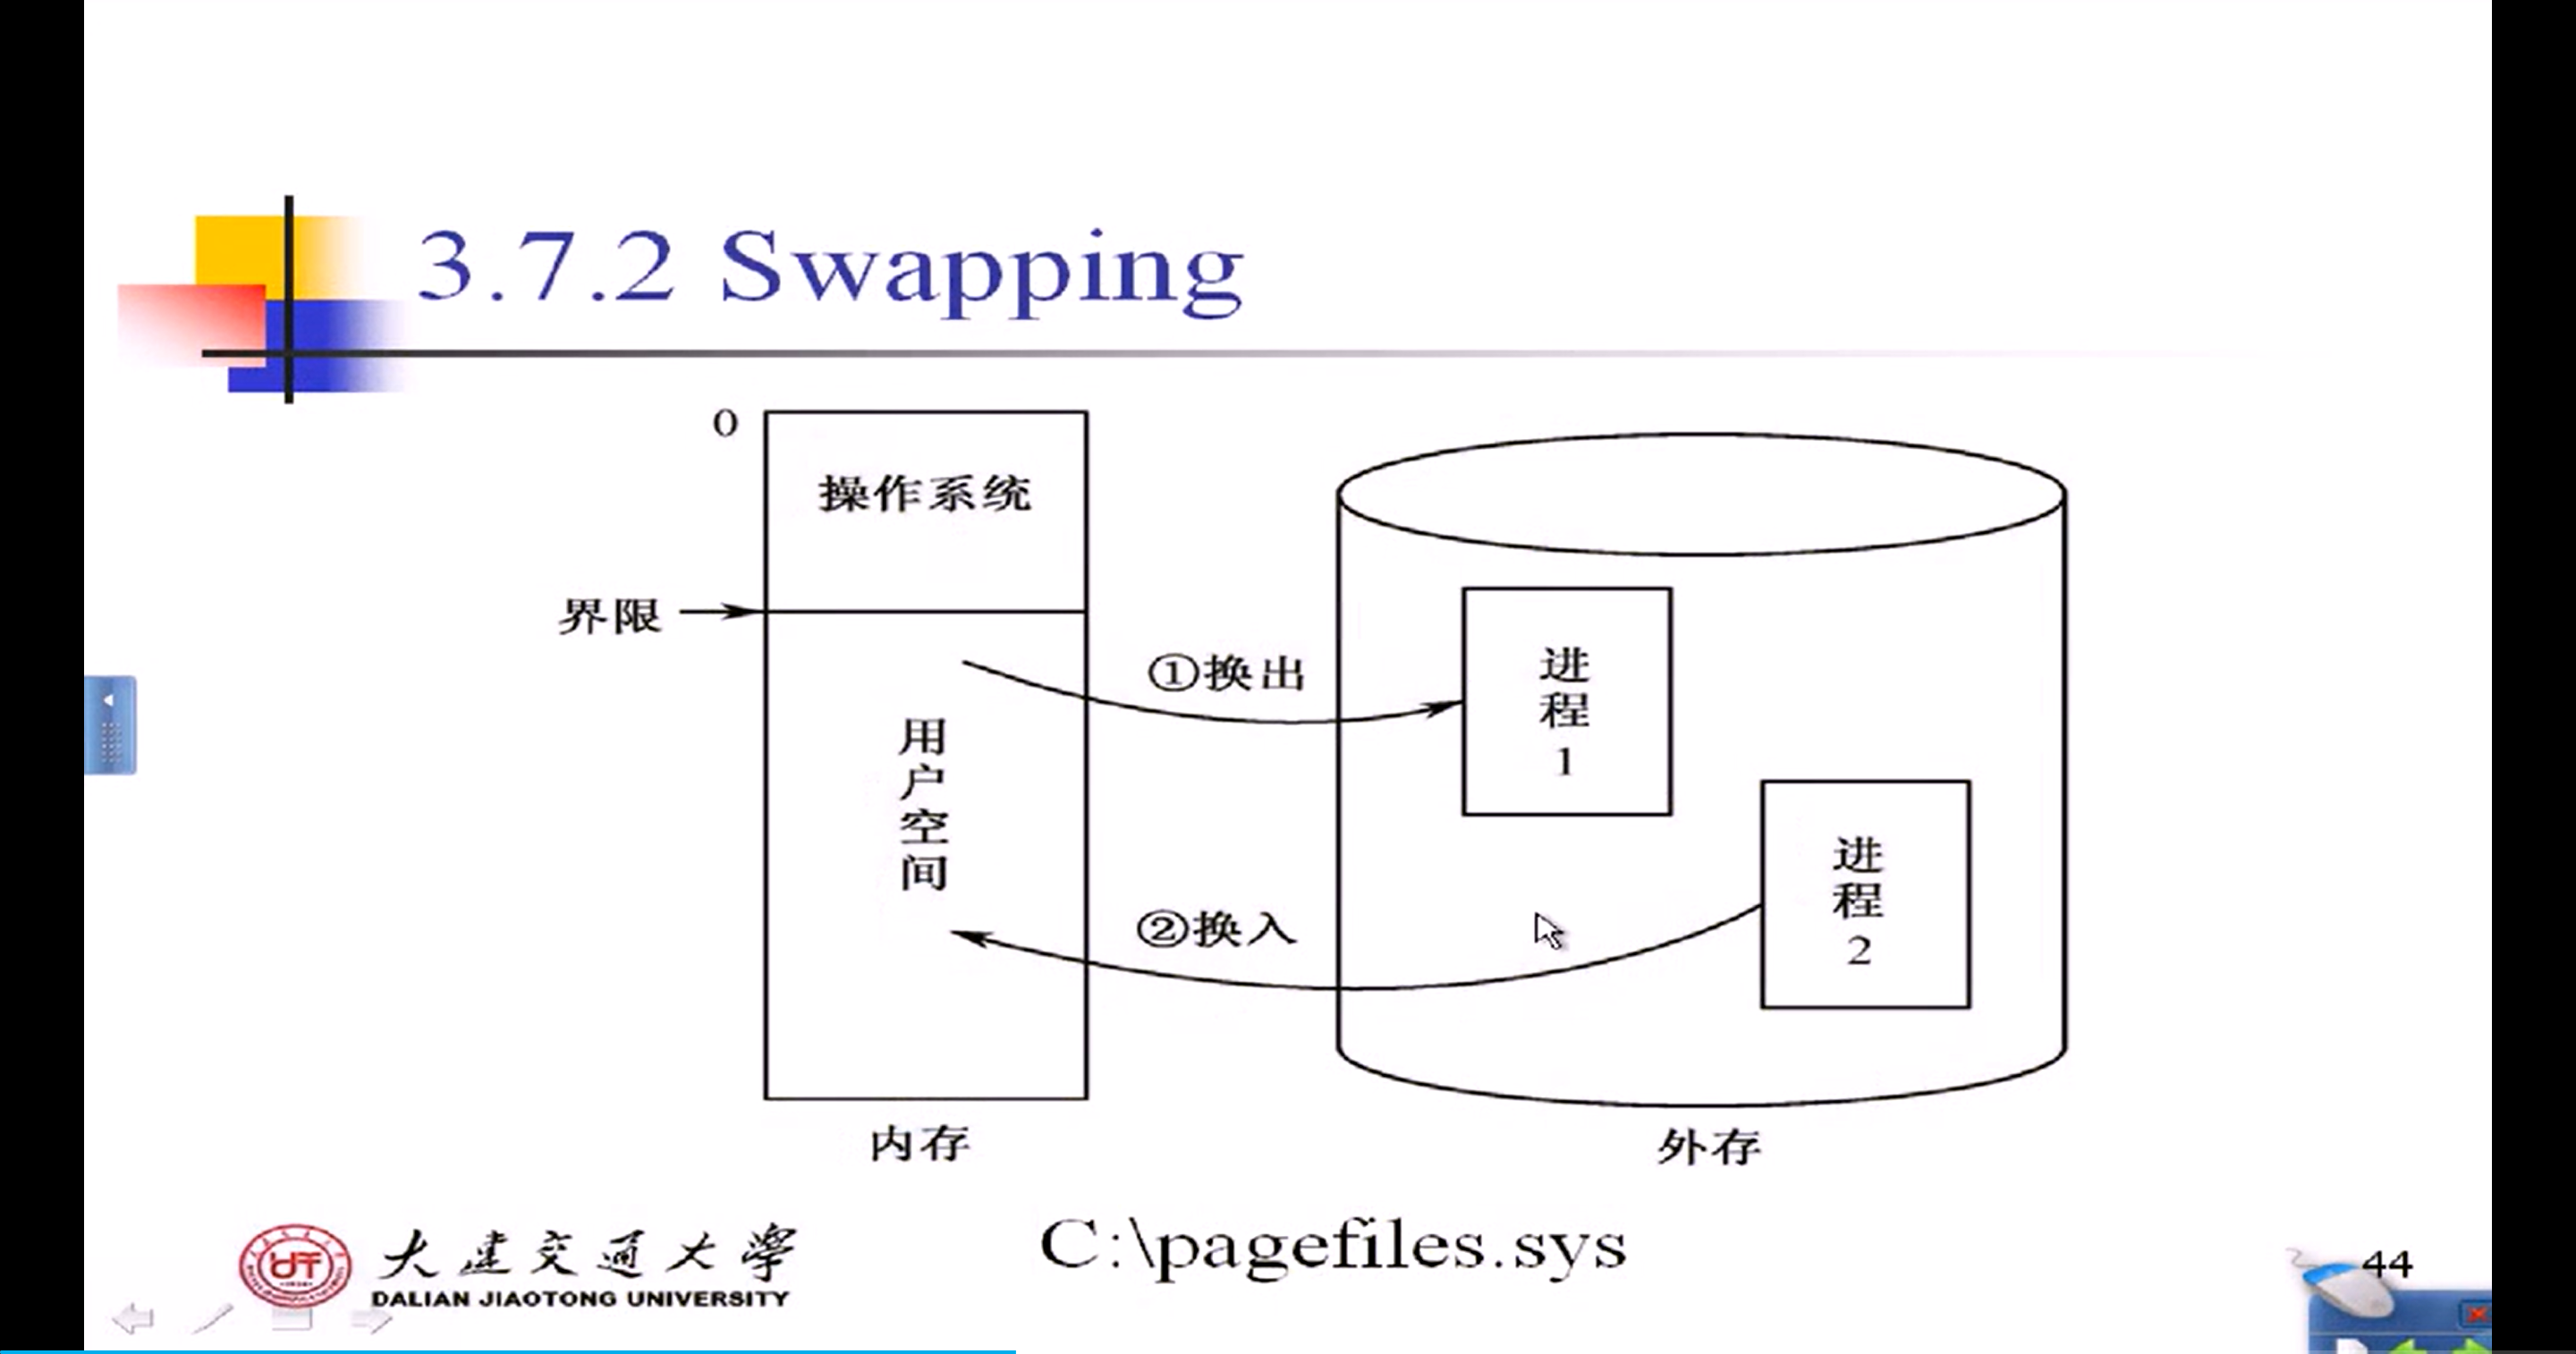 3.7.2 Swapping
0
操作系统
界限
①换出
进程1
用户空间
进程2
②换入
内存
外存
大连交通大学
DALIAN JIAOTONG UNIVERSITY
C:\pagefiles.sys
44